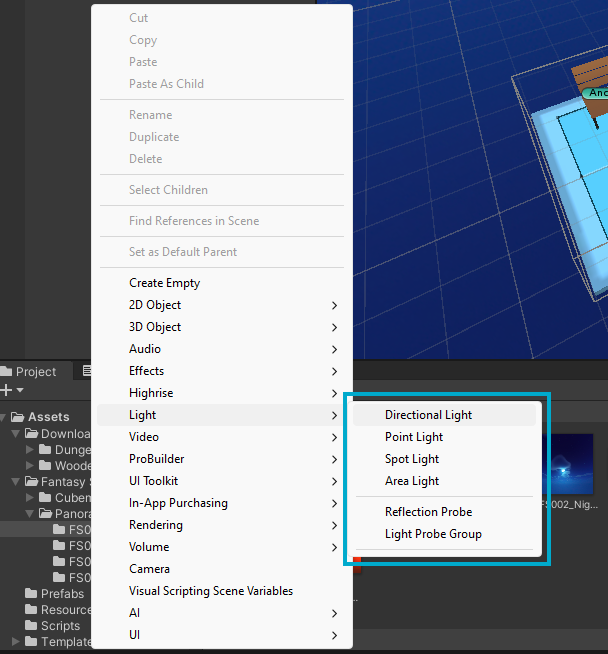 Cut
Copy
Paste
Paste As Child
Rename
Duplicate
Delete
Select Children
Find References in Scene
Set as Default Parent
Create Empty
2D Object
3D Object
Audio
Effects
Highrise
Light
Video
ProBuilder
UI Toolkit
In-App Purchasing
Rendering
Volume
Camera
Visual Scripting Scene Variables
AI
UI
Directional Light
Point Light
Spot Light
Area Light
Reflection Probe
Light Probe Group
Anc
Project
Assets
Downloa
Dunge
Woode
Fantasy S
Cubem
Panora
FS0
FS0
FS0
FS0
Prefabs
Resource
Scripts
Template
FS002_Nig...